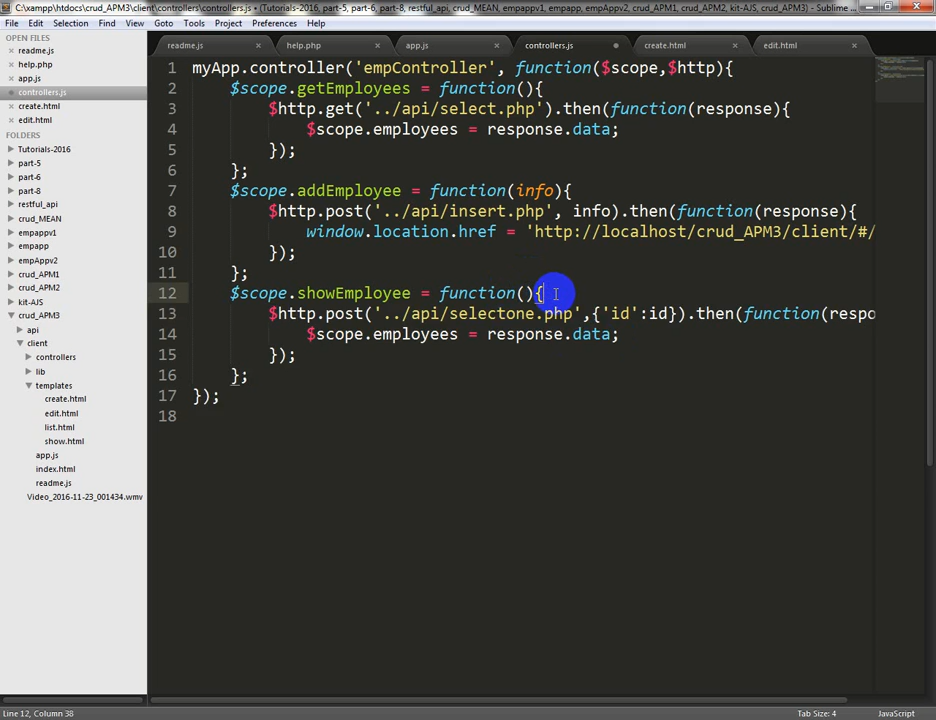 C:\xampp\htdocs\crud_APM3\client\controllers\controllers.js • (Tutorials-2016, part-5, part-6, part-8, restful_api, crud_MEAN, empappv1, empapp, empAppv2, crud_APM1, crud_APM2, kit-AJS, crud_APM3) - Sublime ...
File Edit Selection Find View Goto Tools Project Preferences Help
OPEN FILES
readme.js
help.php
app.js
controllers.js
create.html
edit.html
FOLDERS
Tutorials-2016
part-5
part-6
part-8
restful_api
crud_MEAN
empappv1
empapp
empAppv2
crud_APM1
crud_APM2
kit-AJS
crud_APM3
api
client
controllers
lib
templates
create.html
edit.html
list.html
show.html
app.js
index.html
readme.js
Video_2016-11-23_001434.wmv
readme.js help.php app.js controllers.js create.html edit.html
1 myApp.controller('empController', function($scope,$http){
2 $scope.getEmployees = function(){
3 $http.get('../api/select.php').then(function(response){
4 $scope.employees = response.data;
5 });
6 };
7 $scope.addEmployee = function(info){
8 $http.post('../api/insert.php', info).then(function(response){
9 window.location.href = 'http://localhost/crud_APM3/client/#/
10 });
11 };
12 $scope.showEmployee = function(){
13 $http.post('../api/selectone.php',{'id':id}).then(function(respo
14 $scope.employees = response.data;
15 });
16 };
17 });
18
Line 12, Column 38 Tab Size: 4 JavaScript